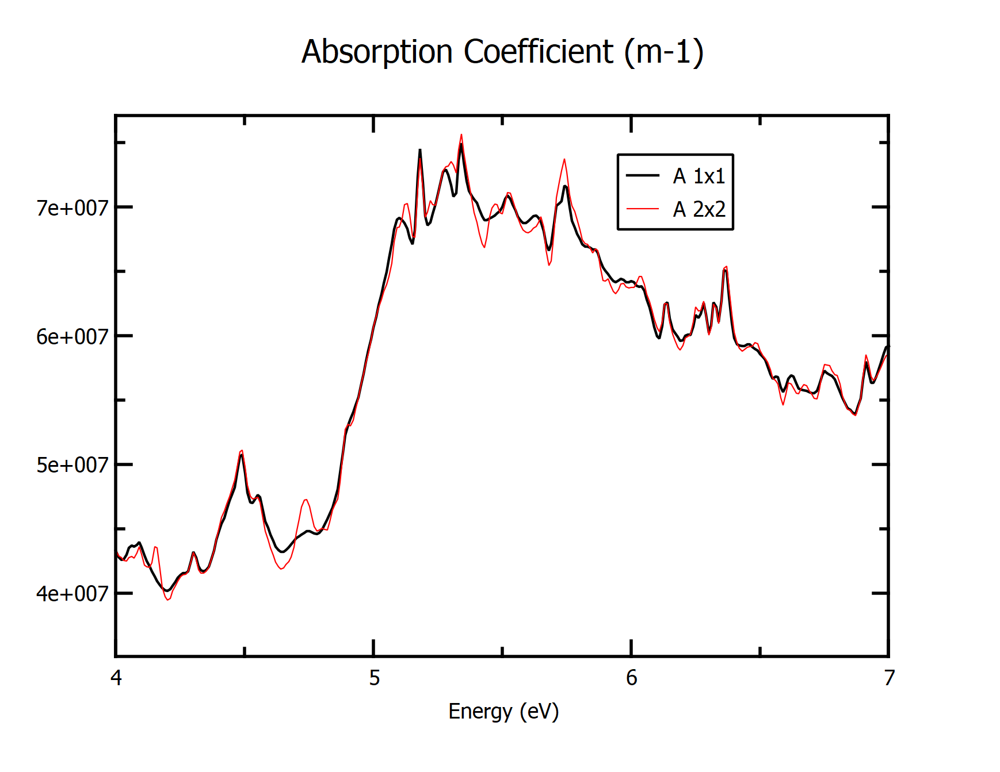 Absorption Coefficient (m-1)
A 1x1
A 2x2
7e+007
6e+007
5e+007
4e+007
4
5
6
7
Energy (eV)